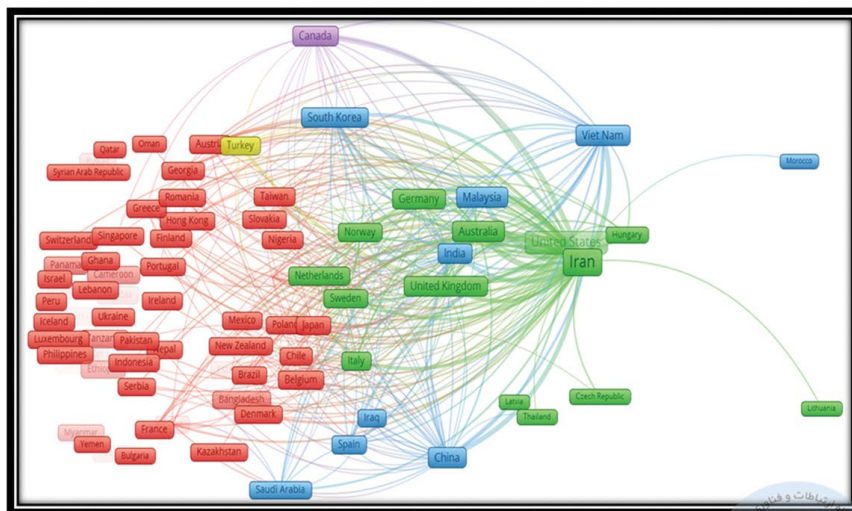 Canada
South Korea
Viet Nam
Qatar
Oman
Turkey
Morocco
Syrian Arab Republic
Georgia
Romania
Taiwan
Germany
Malaysia
Greece
Hong Kong
Slovakia
Switzerland
Singapore
Finland
Nigeria
Norway
Australia
United States
Hungary
India
Iran
Ghana
Panama
Cameroon
Portugal
Israel
Lebanon
Netherlands
United Kingdom
Peru
Ireland
Sweden
Iceland
Ukraine
Mexico
Japan
Luxembourg
Pakistan
New Zealand
Philippines
Indonesia
Chile
Italy
Brazil
Belgium
Serbia
Bangladesh
Czech Republic
Latvia
Denmark
Iraq
Thailand
Lithuania
France
Myanmar
Yemen
Spain
Bulgaria
Kazakhstan
China
Saudi Arabia